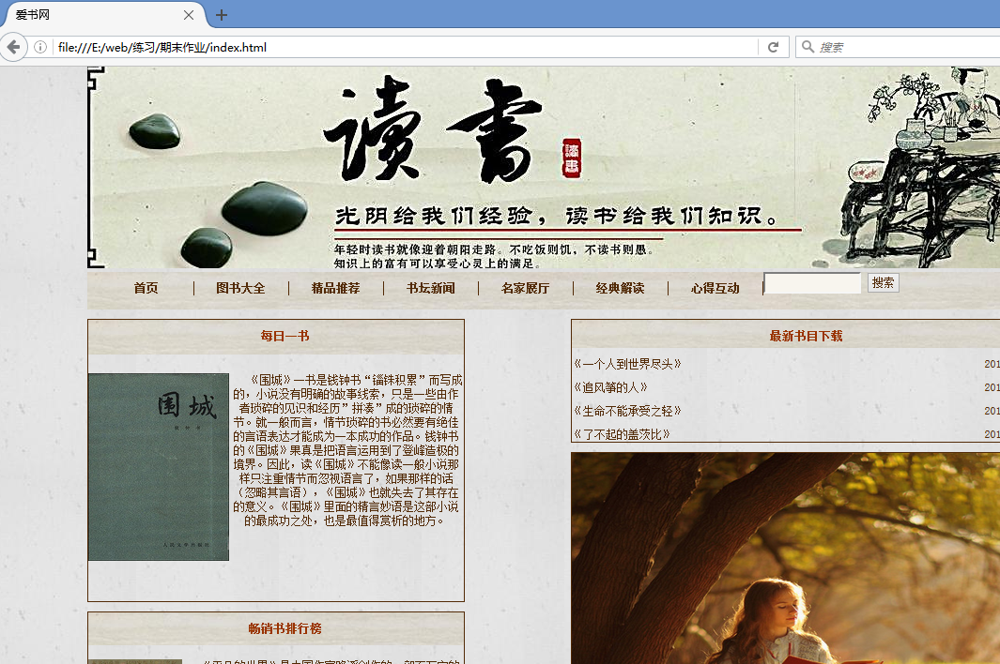 爱书网
file:///E:/web/练习/期末作业/index.html
搜索
讀書
读书
光阴给我们经验，读书给我们知识。
年轻时读书就像迎着朝阳走路。不吃饭则饥，不读书则愚。
知识上的富有可以享受心灵上的满足。
首页 图书大全 精品推荐 书坛新闻 名家展厅 经典解读 心得互动 搜索
每日一书
围城
人民文学出版社
《围城》一书是钱钟书“锱铢积累”而写成
的，小说没有明确的故事线索，只是一些由作
者琐碎的见识和经历”拼凑”成的琐碎的情
节。就一般而言，情节琐碎的书必然要有绝佳
的言语表达才能成为一本成功的作品。钱钟书
的《围城》果真是把语言运用到了登峰造极的
境界。因此，读《围城》不能像读一般小说那
样只注重情节而忽视语言了，如果那样的话
（忽略其言语），《围城》也就失去了其存在
的意义。《围城》里面的精言妙语是这部小说
的最成功之处，也是最值得赏析的地方。
畅销书排行榜
最新书目下载
《一个人到世界尽头》 201
《追风筝的人》 201
《生命不能承受之轻》 201
《了不起的盖茨比》 201